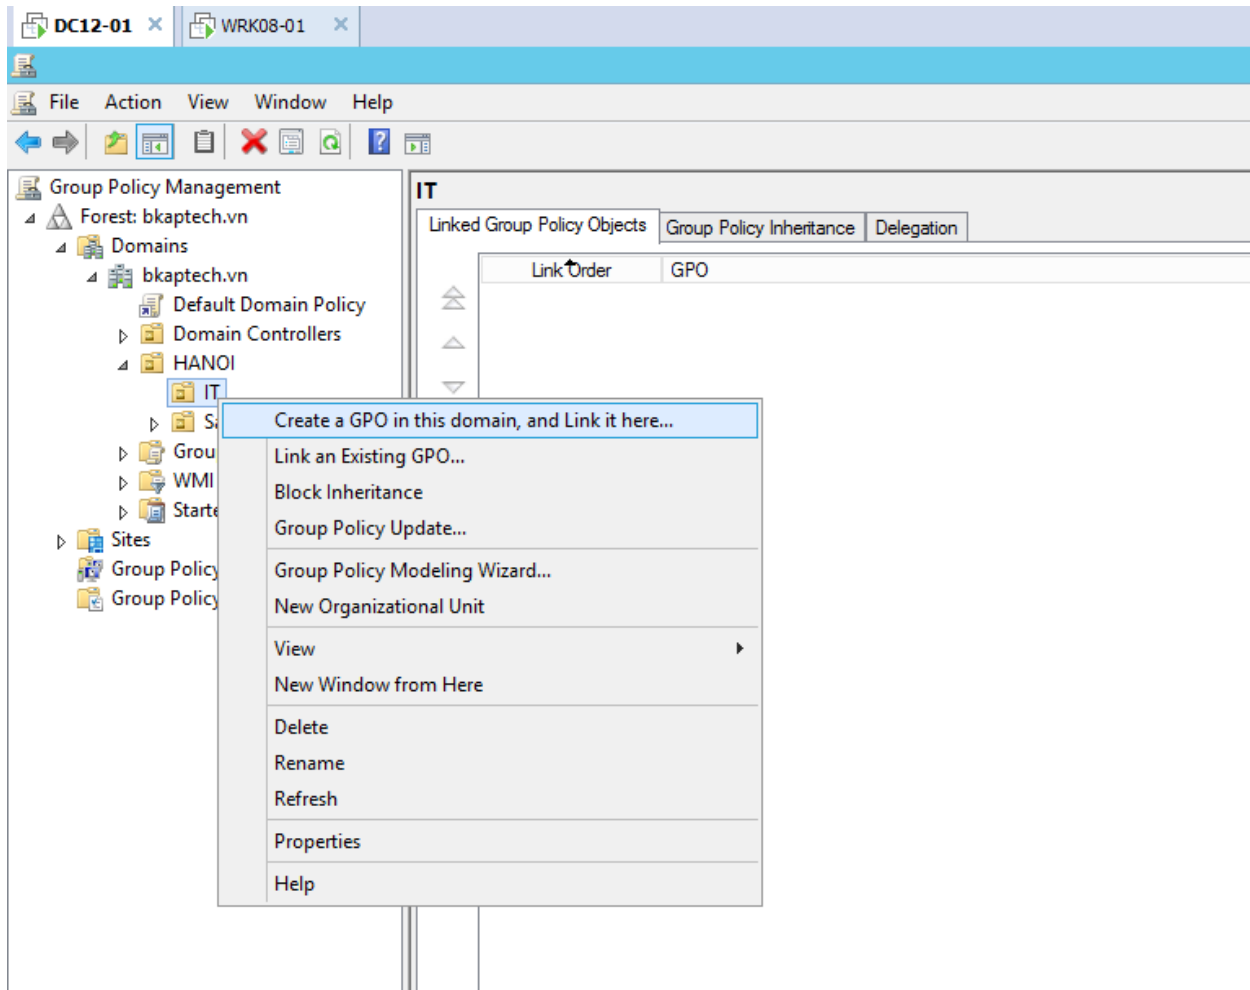 DC12-01
WRK08-01
File Action View Window Help
Group Policy Management
Forest: bkaptech.vn
Domains
bkaptech.vn
Default Domain Policy
Domain Controllers
HANOI
IT
Sa
Grou
WMI
Starte
Sites
Group Policy
Group Policy
IT
Linked Group Policy Objects Group Policy Inheritance Delegation
Link Order GPO
Create a GPO in this domain, and Link it here...
Link an Existing GPO...
Block Inheritance
Group Policy Update...
Group Policy Modeling Wizard...
New Organizational Unit
View
New Window from Here
Delete
Rename
Refresh
Properties
Help